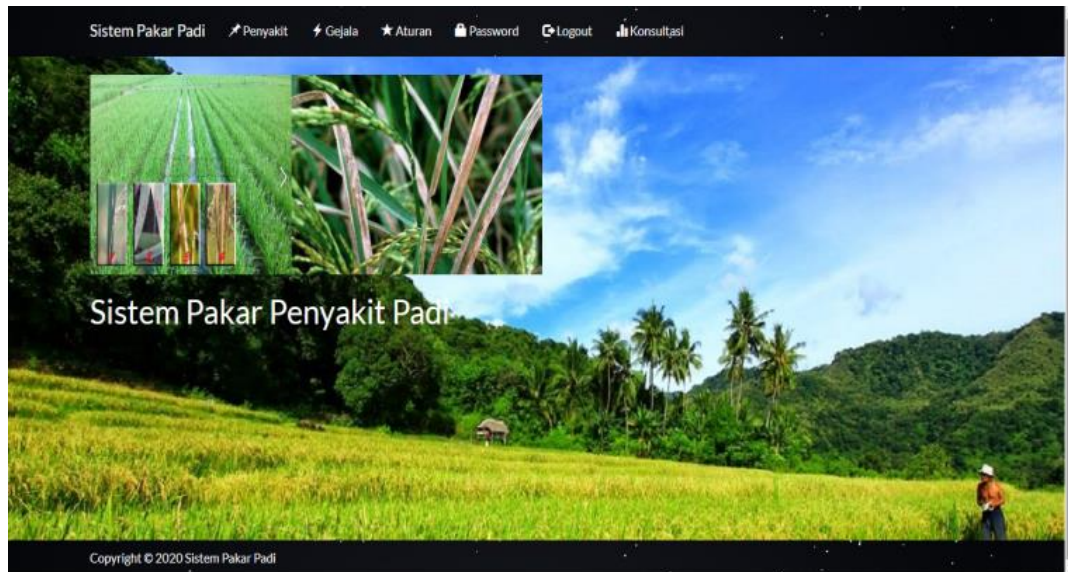 Sistem Pakar Padi Penyakit Gejala Aturan Password Logout Konsultasi
Sistem Pakar Penyakit Padi
Copyright © 2020 Sistem Pakar Padi